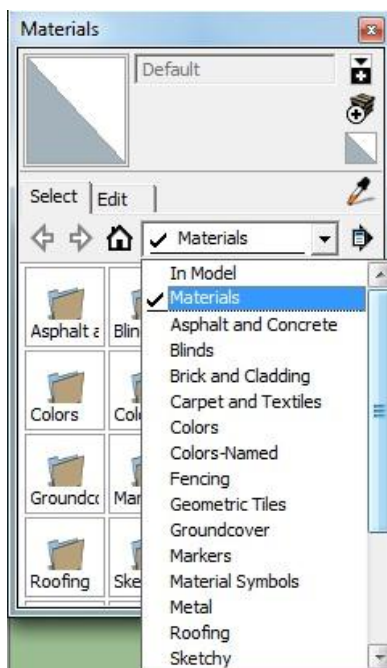 Materials
Default
Select
Edit
Materials
In Model
Materials
Asphalt and Concrete
Blinds
Brick and Cladding
Carpet and Textiles
Colors
Colors-Named
Fencing
Geometric Tiles
Groundcover
Markers
Material Symbols
Metal
Roofing
Sketchy
Asphalt a
Blin
Colors
Colo
Groundco
Mar
Roofing
Ske